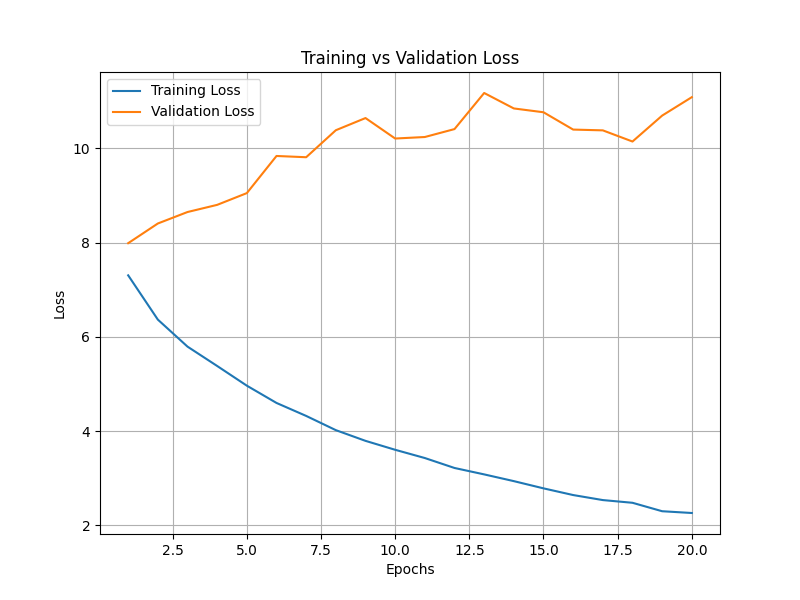 Training vs Validation Loss
Training Loss
Validation Loss
10
8
6
4
2
Loss
2.5 5.0 7.5 10.0 12.5 15.0 17.5 20.0
Epochs